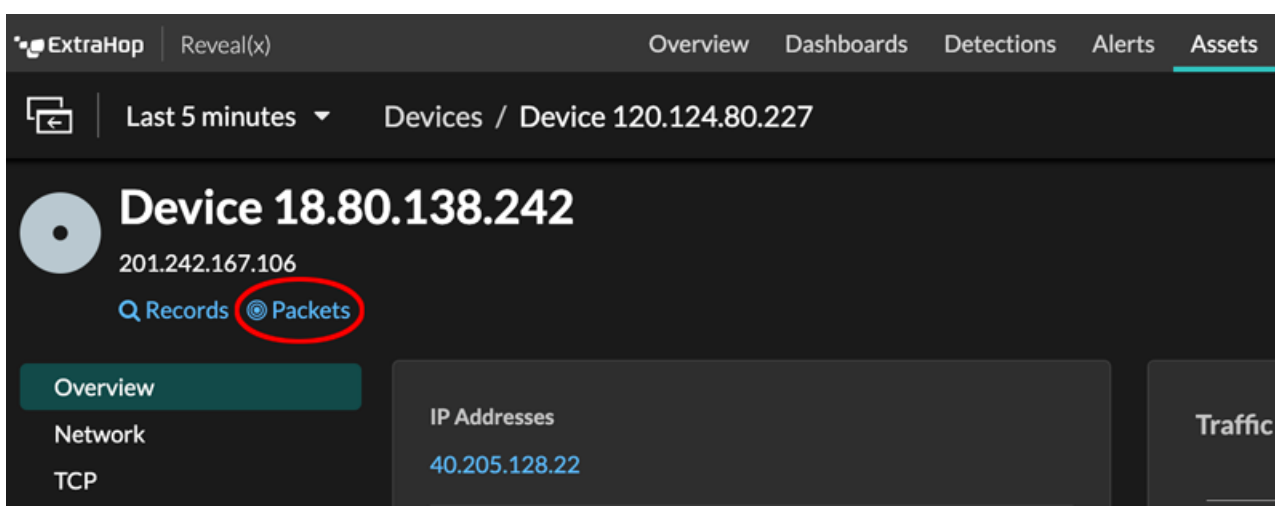 ExtraHop Reveal(x) Overview Dashboards Detections Alerts Assets
Last 5 minutes Devices / Device 120.124.80.227
Device 18.80.138.242
201.242.167.106
Records Packets
Overview
Network
TCP
IP Addresses
40.205.128.22
Traffic